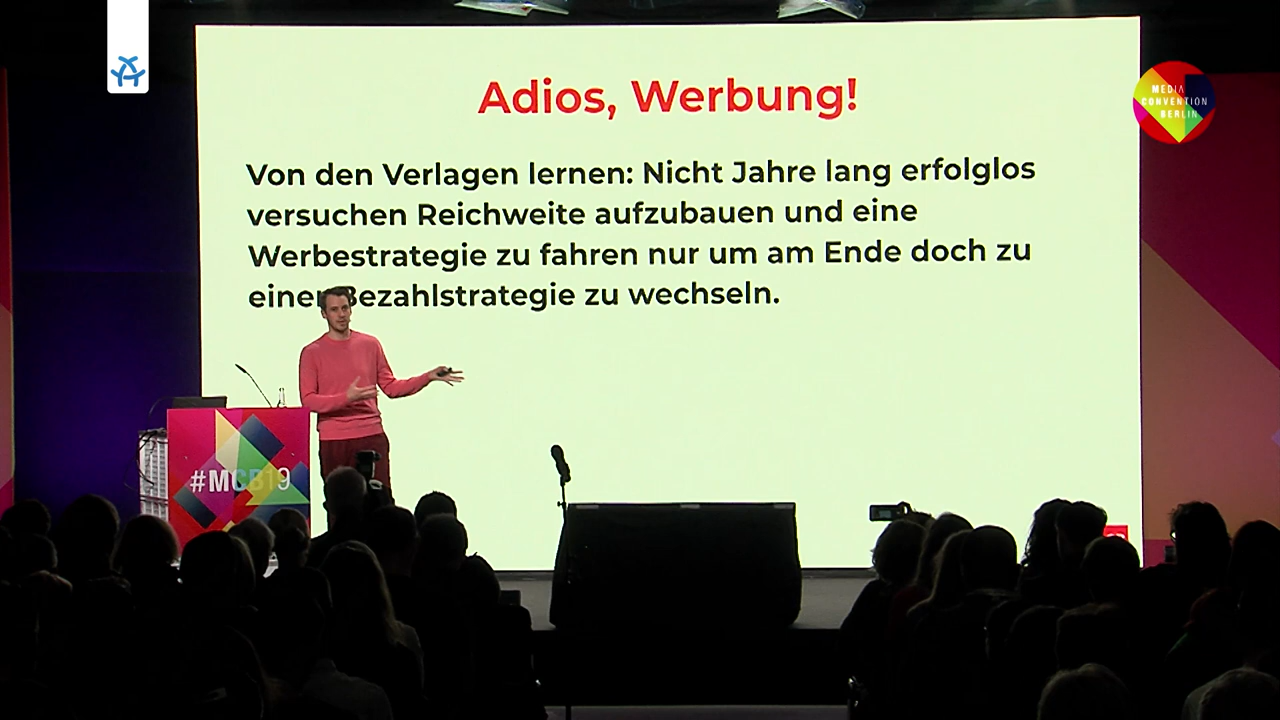 Adios, Werbung!
Von den Verlagen lernen: Nicht Jahre lang erfolglos
versuchen Reichweite aufzubauen und eine
Werbestrategie zu fahren nur um am Ende doch zu
einer Bezahlstrategie zu wechseln.
MEDIA
CONVENTION
BERLIN
#MCB19